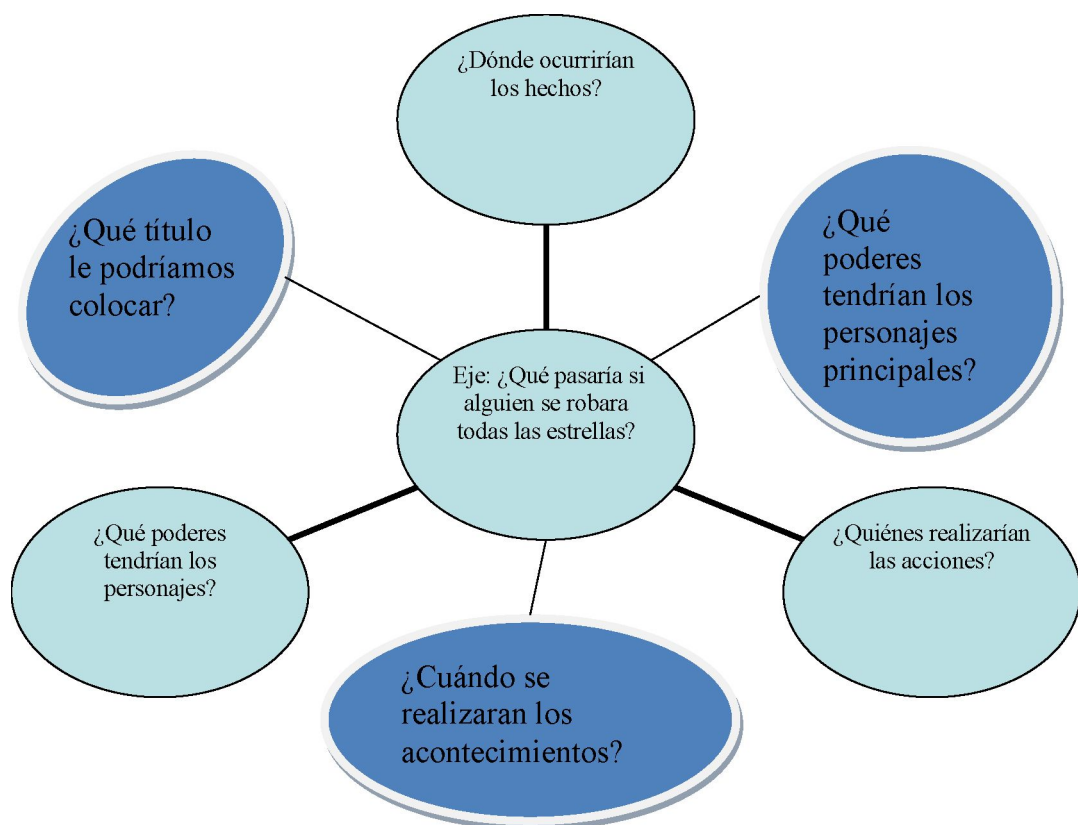 ¿Dónde ocurrirían
los hechos?
¿Qué título
le podríamos
colocar?
¿Qué
poderes
tendrían los
personajes
principales?
Eje: ¿Qué pasaría si
alguien se robara
todas las estrellas?
¿Qué poderes
tendrían los
personajes?
¿Quiénes realizarían
las acciones?
¿Cuándo se
realizaran los
acontecimientos?